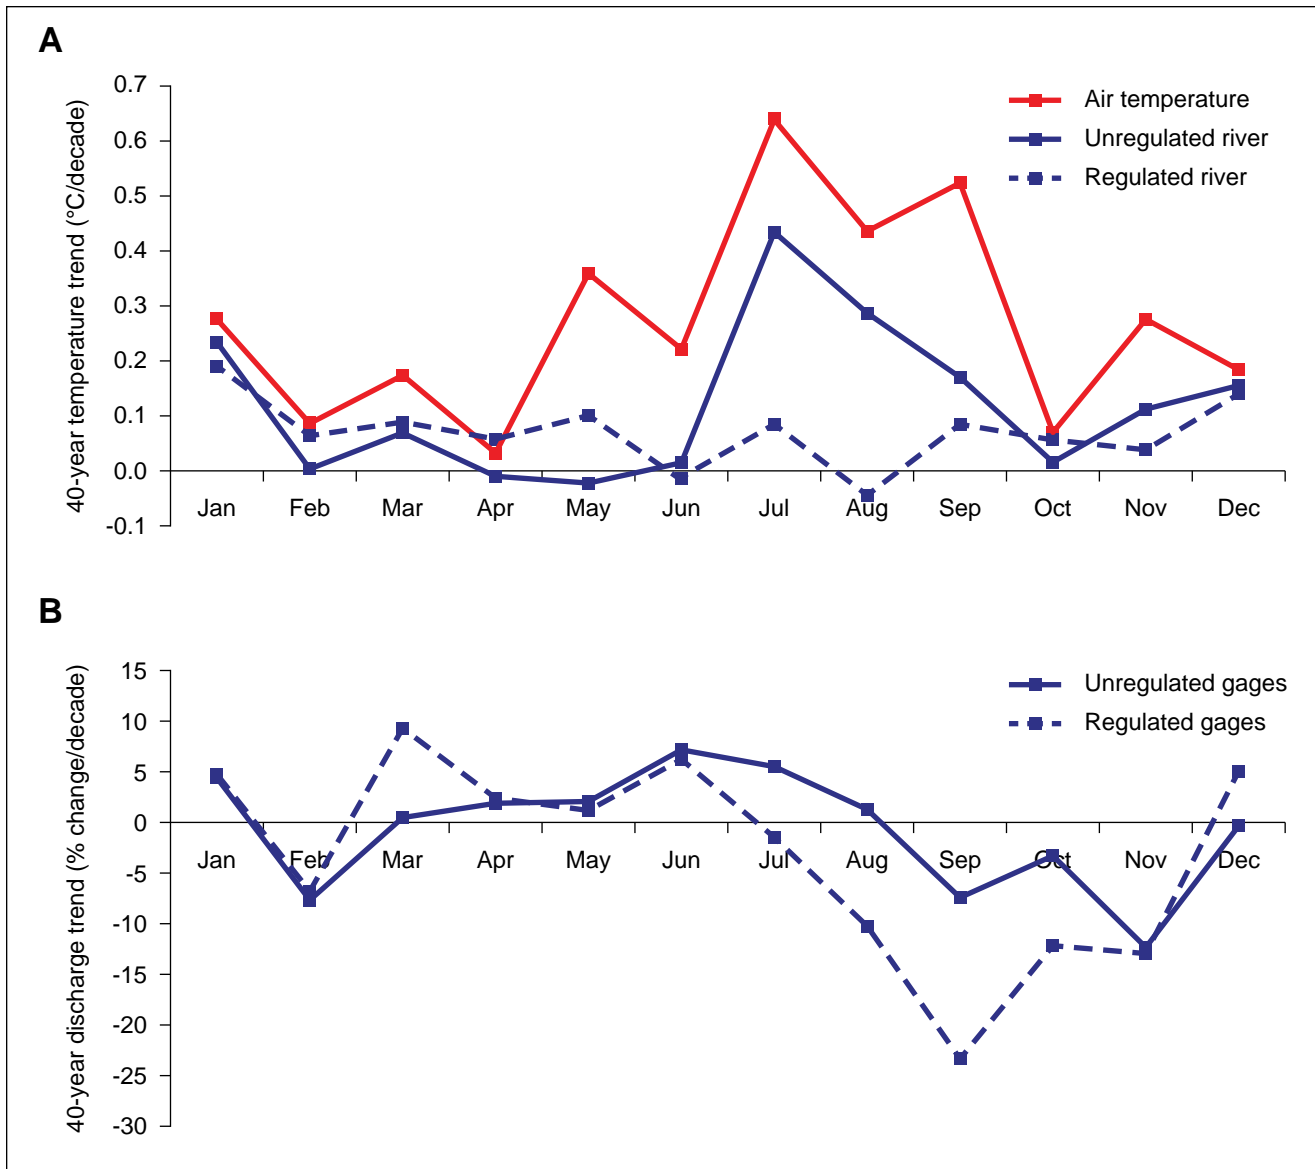 A
40-year temperature trend (°C/decade)
0.7
0.6
0.5
0.4
0.3
0.2
0.1
0.0
-0.1
Air temperature
Unregulated river
Regulated river
Jan Feb Mar Apr May Jun Jul Aug Sep Oct Nov Dec
B
40-year discharge trend (% change/decade)
15
10
5
0
-5
-10
-15
-20
-25
-30
Unregulated gages
Regulated gages
Jan Feb Mar Apr May Jun Jul Aug Sep Oct Nov Dec